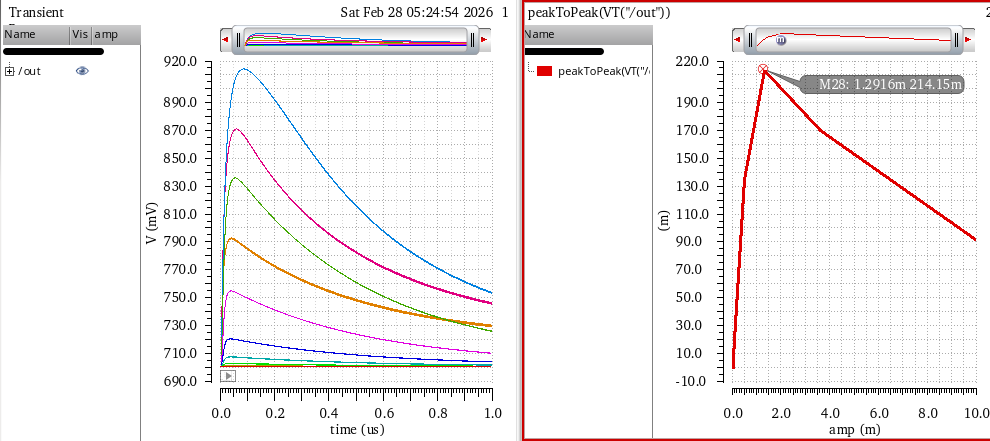 Transient Sat Feb 28 05:24:54 2026 1
Name Vis amp
/out
920.0
890.0
870.0
850.0
830.0
810.0
790.0
770.0
750.0
730.0
710.0
690.0
V (mV)
0.0 0.2 0.4 0.6 0.8 1.0
time (us)
peakToPeak(VT("/out")) 2
Name
peakToPeak(VT("/
M28: 1.2916m 214.15m
220.0
190.0
170.0
150.0
130.0
110.0
90.0
70.0
50.0
30.0
10.0
-10.0
(m)
0.0 2.0 4.0 6.0 8.0 10.0
amp (m)